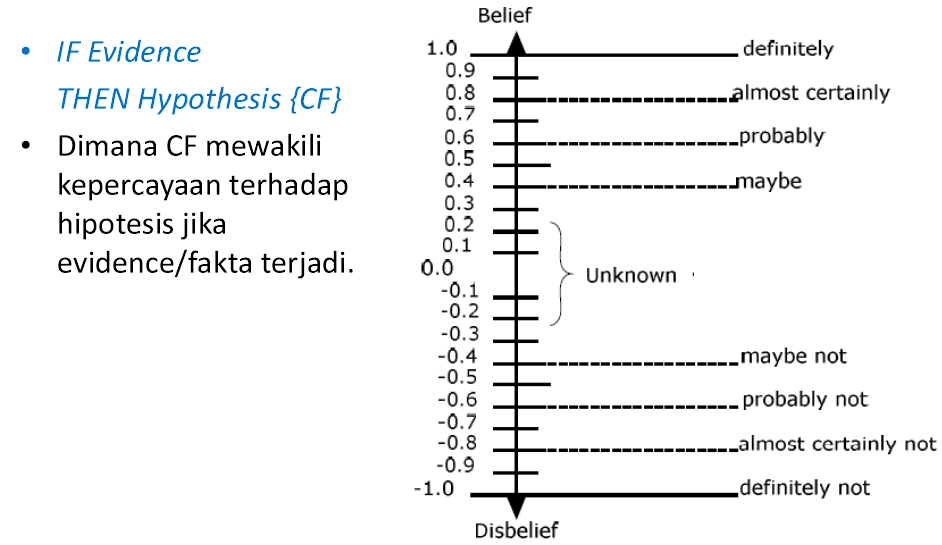 • IF Evidence
THEN Hypothesis {CF}
• Dimana CF mewakili
kepercayaan terhadap
hipotesis jika
evidence/fakta terjadi.
Belief
1.0 definitely
0.9
0.8 almost certainly
0.7
0.6 probably
0.5
0.4 maybe
0.3
0.2
0.1
0.0 Unknown
-0.1
-0.2
-0.3
-0.4 maybe not
-0.5
-0.6 probably not
-0.7
-0.8 almost certainly not
-0.9
-1.0 definitely not
Disbelief